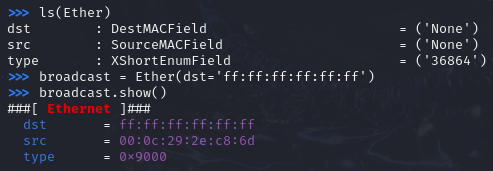 >>> ls(Ether)
dst        : DestMACField                        = ('None')
src        : SourceMACField                      = ('None')
type       : XShortEnumField                     = ('36864')
>>> broadcast = Ether(dst='ff:ff:ff:ff:ff:ff')
>>> broadcast.show()
###[ Ethernet ]###
  dst       = ff:ff:ff:ff:ff:ff
  src       = 00:0c:29:2e:c8:6d
  type      = 0x9000